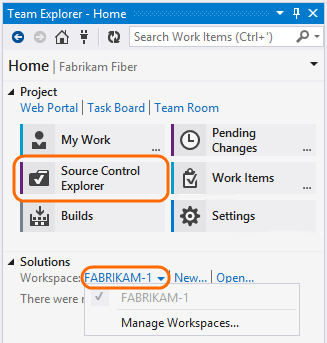 Team Explorer - Home
Search Work Items (Ctrl+')
Home | Fabrikam Fiber
Project
Web Portal | Task Board | Team Room
My Work ...
Pending Changes ...
Source Control Explorer
Work Items ...
Builds
Settings
Solutions
Workspace: FABRIKAM-1 | New... | Open...
There were n
FABRIKAM-1
Manage Workspaces...